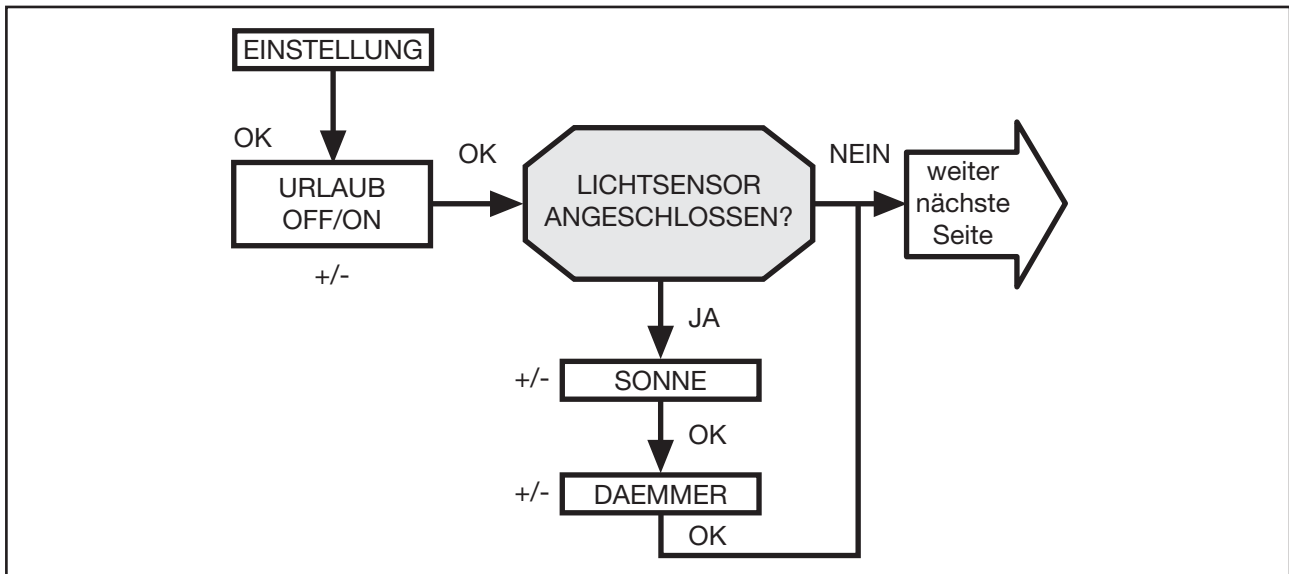 EINSTELLUNG
OK
URLAUB
OFF/ON
+/-
OK
LICHTSENSOR
ANGESCHLOSSEN?
NEIN
weiter
nächste
Seite
JA
+/-
SONNE
OK
+/-
DAEMMER
OK